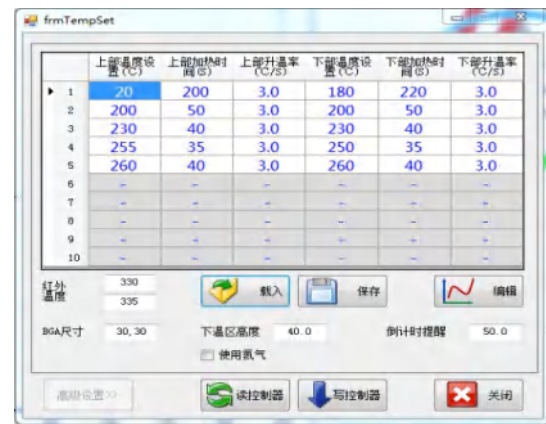 frmTempSet
上部温度设置(℃) 上部加热时间(S) 上部升温率(℃/S) 下部温度设置(℃) 下部加热时间(S) 下部升温率(℃/S)
1 20 200 3.0 180 220 3.0
2 200 50 3.0 200 50 3.0
3 230 40 3.0 230 40 3.0
4 255 35 3.0 250 35 3.0
5 260 40 3.0 260 40 3.0
6 - - - - - -
7 - - - - - -
8 - - - - - -
9 - - - - - -
10 - - - - - -
红外温度 330 载入 保存 编辑
335
BGA尺寸 30,30 下温区高度 40.0 倒计时提醒 50.0
使用氮气
高级设置>> 读控制器 写控制器 关闭